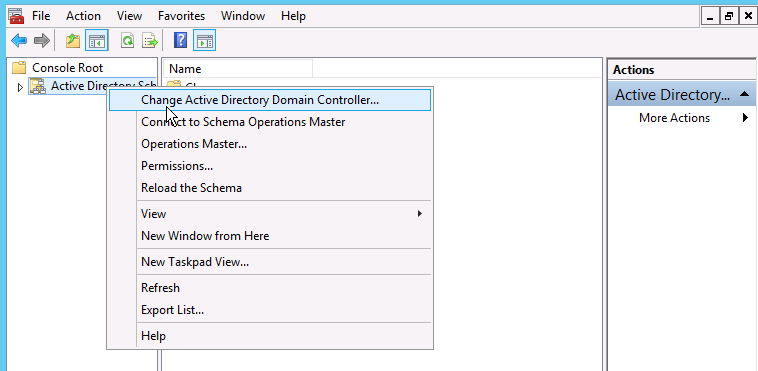 File Action View Favorites Window Help
Console Root
Active Directory Sch
Name
Change Active Directory Domain Controller...
Connect to Schema Operations Master
Operations Master...
Permissions...
Reload the Schema
View
New Window from Here
New Taskpad View...
Refresh
Export List...
Help
Actions
Active Directory...
More Actions